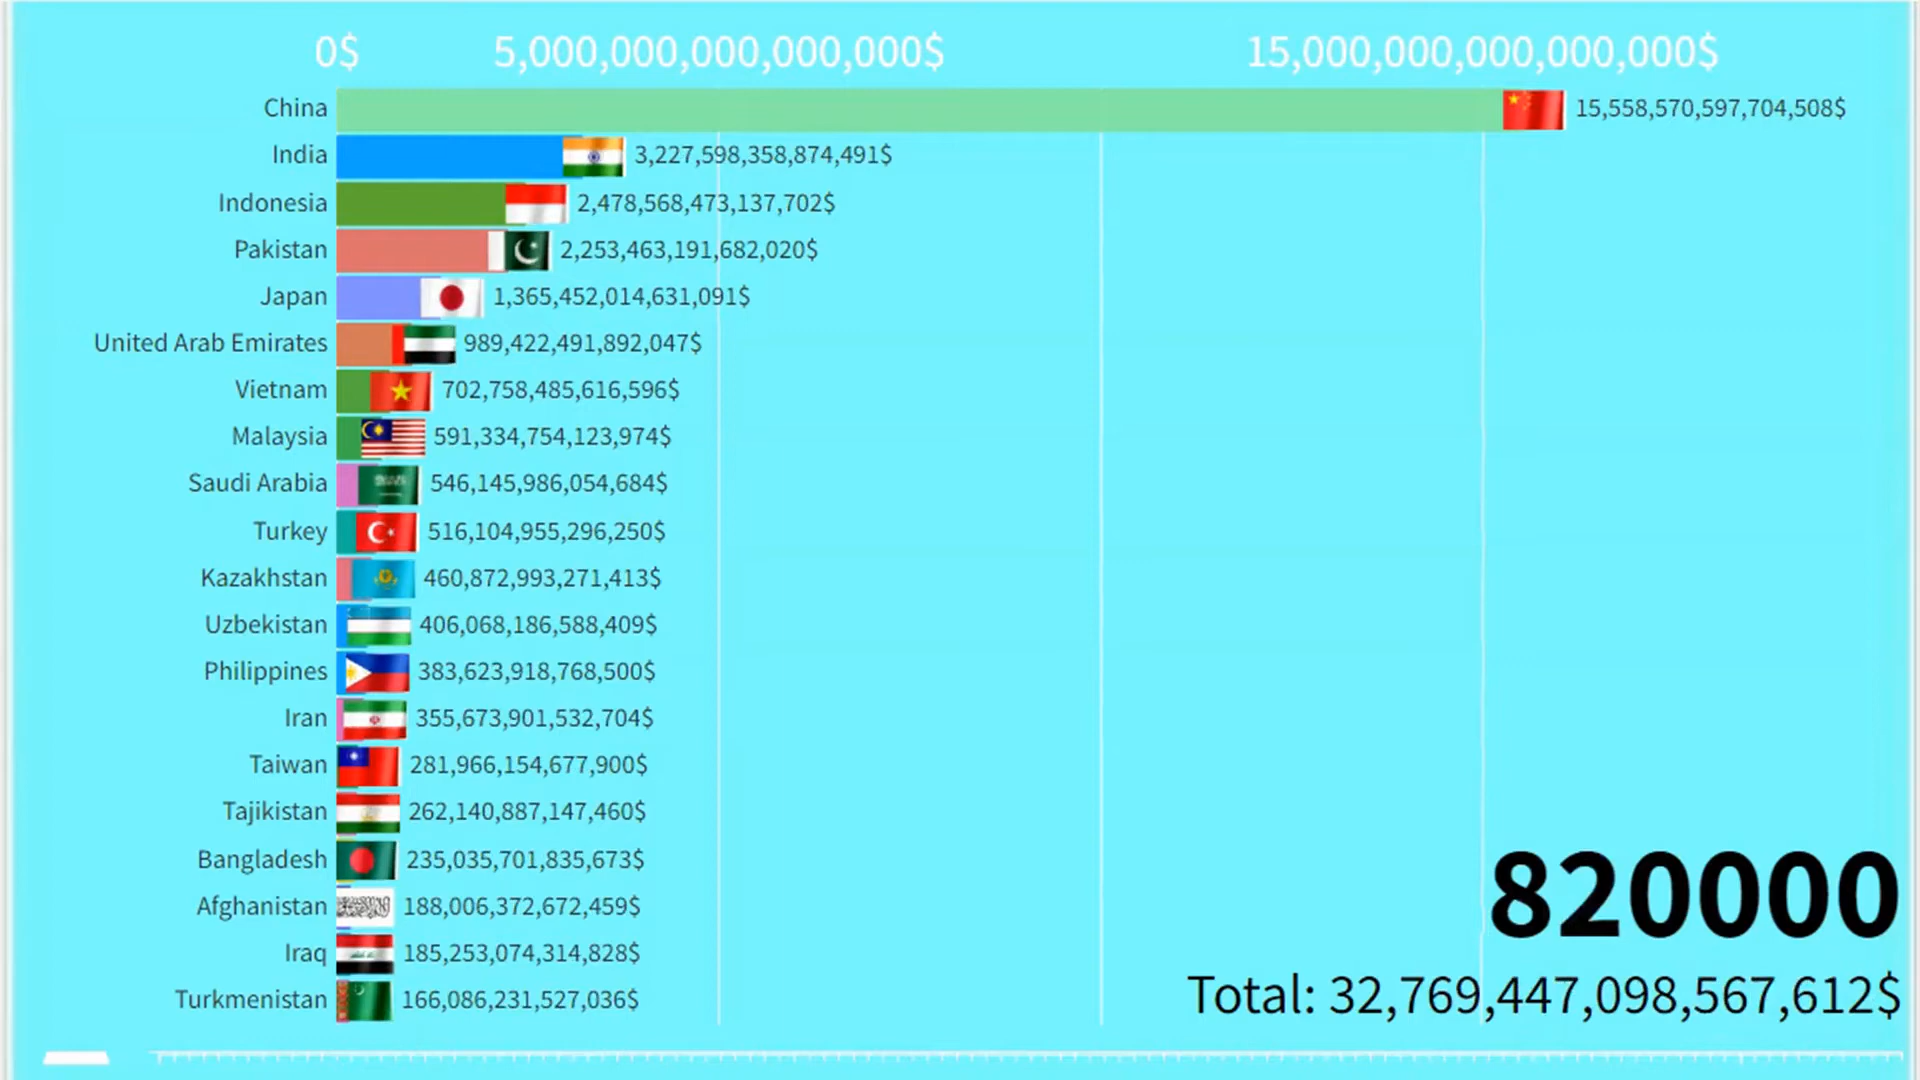 0$ 5,000,000,000,000,000$ 15,000,000,000,000,000$
China 15,558,570,597,704,508$
India 3,227,598,358,874,491$
Indonesia 2,478,568,473,137,702$
Pakistan 2,253,463,191,682,020$
Japan 1,365,452,014,631,091$
United Arab Emirates 989,422,491,892,047$
Vietnam 702,758,485,616,596$
Malaysia 591,334,754,123,974$
Saudi Arabia 546,145,986,054,684$
Turkey 516,104,955,296,250$
Kazakhstan 460,872,993,271,413$
Uzbekistan 406,068,186,588,409$
Philippines 383,623,918,768,500$
Iran 355,673,901,532,704$
Taiwan 281,966,154,677,900$
Tajikistan 262,140,887,147,460$
Bangladesh 235,035,701,835,673$
Afghanistan 188,006,372,672,459$
Iraq 185,253,074,314,828$
Turkmenistan 166,086,231,527,036$
820000
Total: 32,769,447,098,567,612$